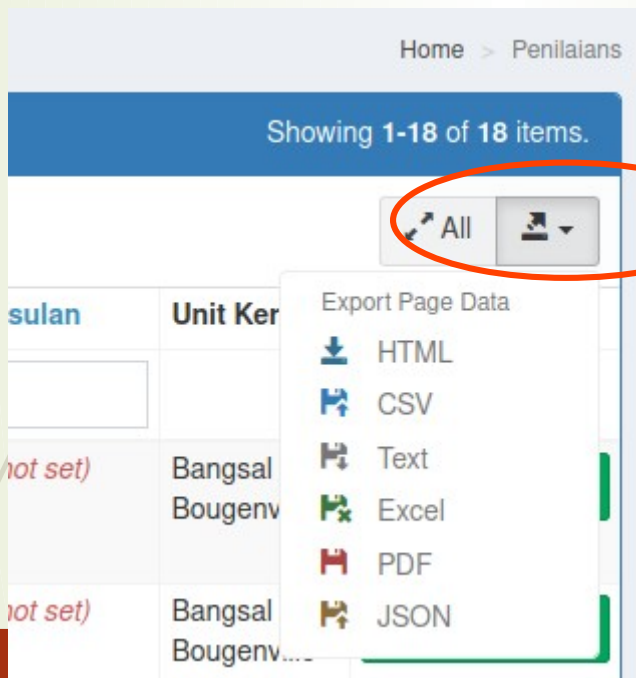 Home > Penilaians
Showing 1-18 of 18 items.
All
Export Page Data
HTML
CSV
Text
Excel
PDF
JSON
sulan
Unit Ker
not set)
Bangsal
Bougenv
not set)
Bangsal
Bougenville